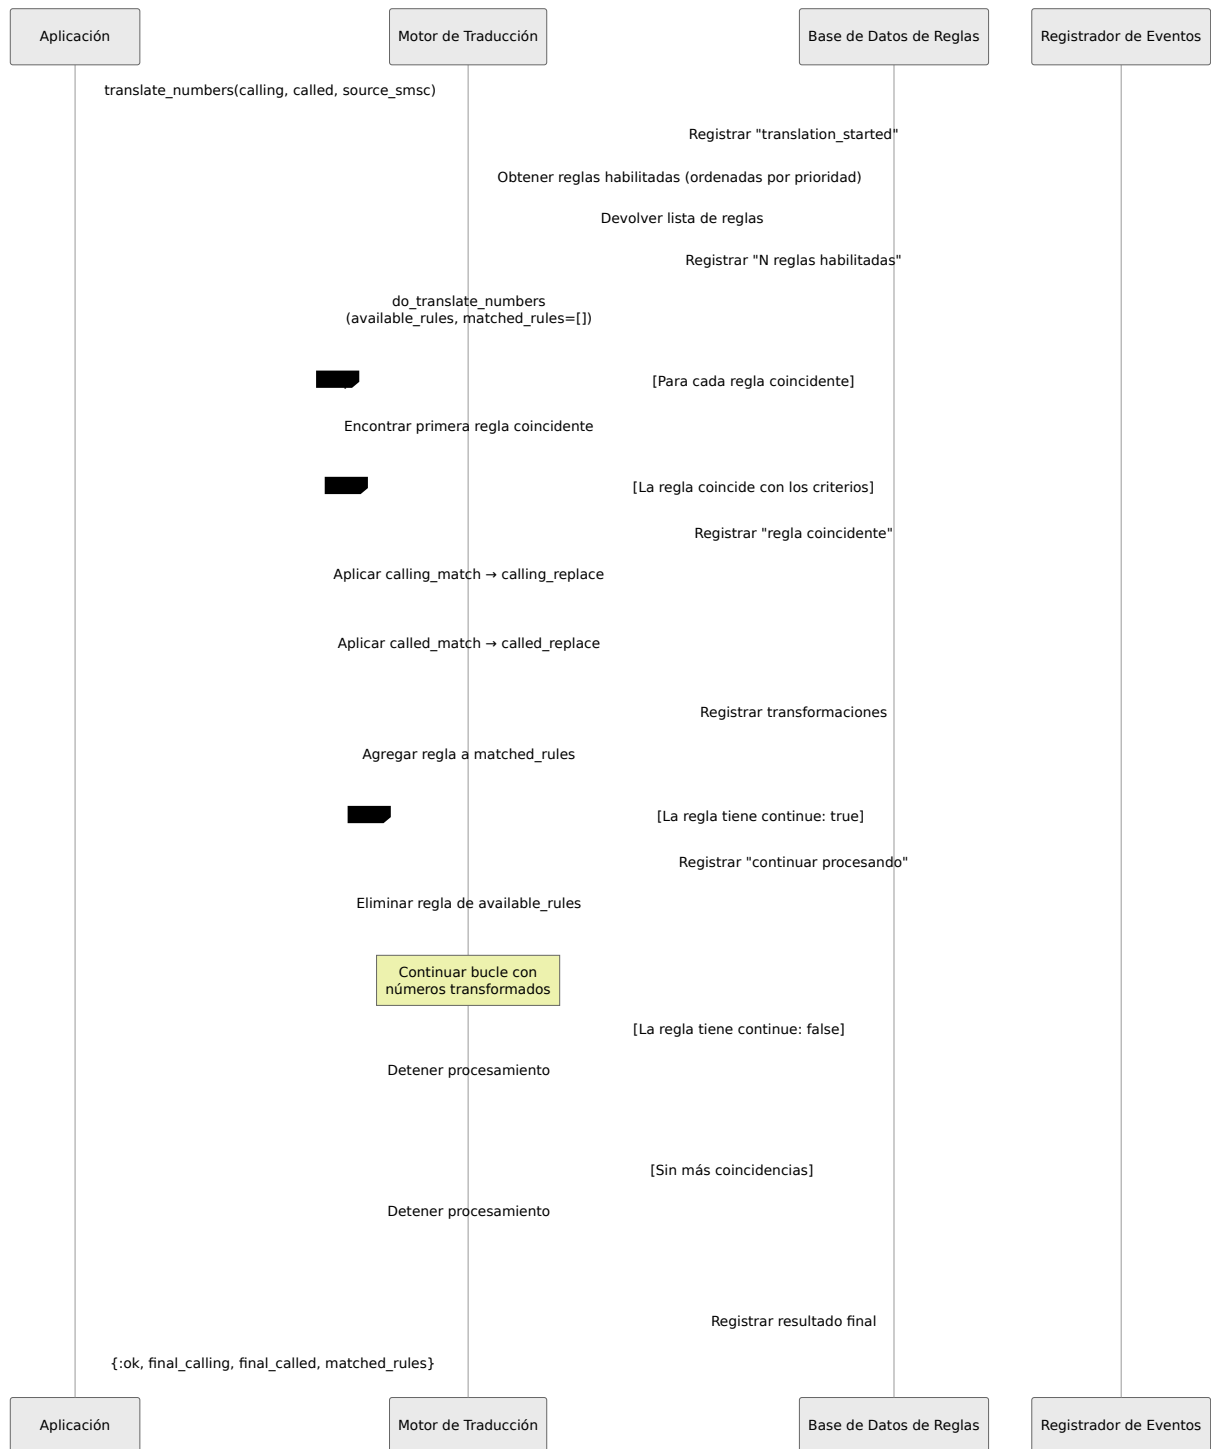 Aplicación
Motor de Traducción
Base de Datos de Reglas
Registrador de Eventos
translate_numbers(calling, called, source_smsc)
Registrar "translation_started"
Obtener reglas habilitadas (ordenadas por prioridad)
Devolver lista de reglas
Registrar "N reglas habilitadas"
do_translate_numbers
(available_rules, matched_rules=[])
[Para cada regla coincidente]
Encontrar primera regla coincidente
[La regla coincide con los criterios]
Registrar "regla coincidente"
Aplicar calling_match → calling_replace
Aplicar called_match → called_replace
Registrar transformaciones
Agregar regla a matched_rules
[La regla tiene continue: true]
Registrar "continuar procesando"
Eliminar regla de available_rules
Continuar bucle con
números transformados
[La regla tiene continue: false]
Detener procesamiento
[Sin más coincidencias]
Detener procesamiento
Registrar resultado final
{:ok, final_calling, final_called, matched_rules}
Aplicación
Motor de Traducción
Base de Datos de Reglas
Registrador de Eventos